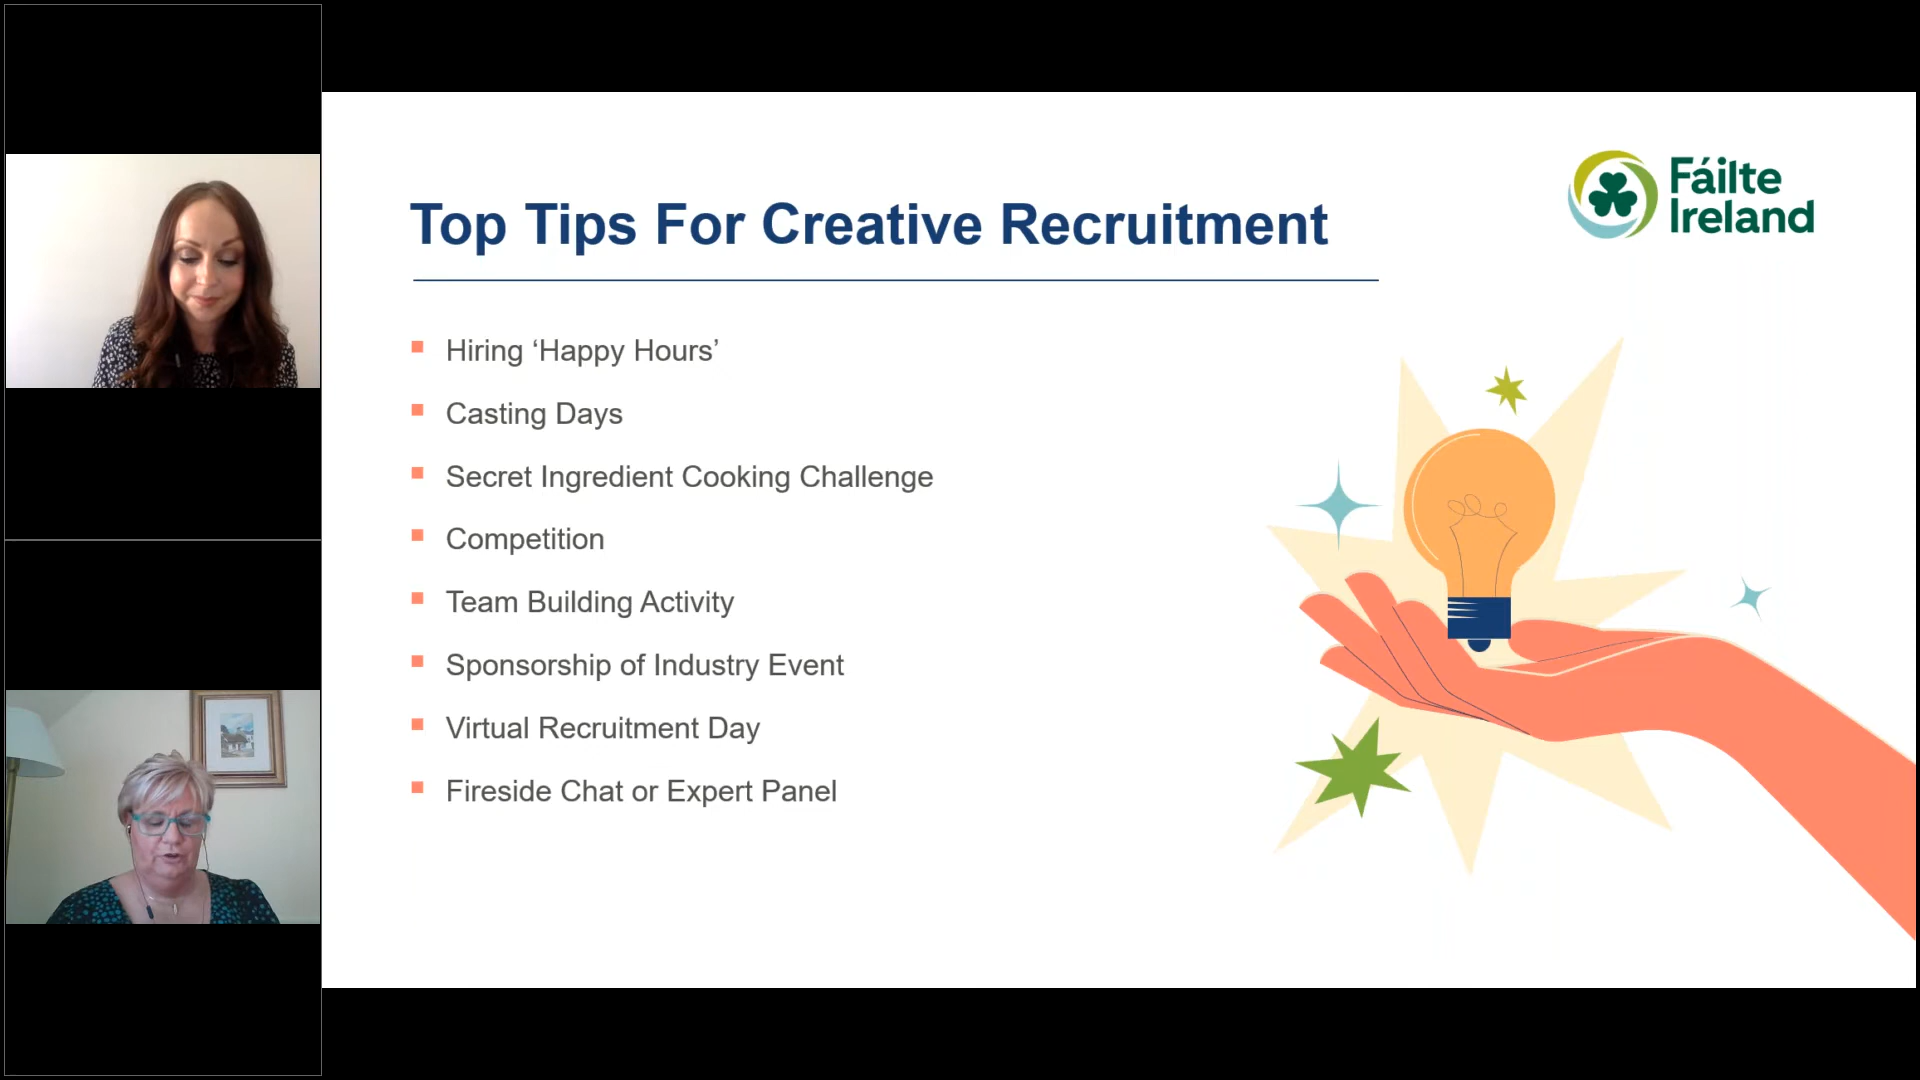 Fáilte
Ireland
Top Tips For Creative Recruitment
Hiring ‘Happy Hours’
Casting Days
Secret Ingredient Cooking Challenge
Competition
Team Building Activity
Sponsorship of Industry Event
Virtual Recruitment Day
Fireside Chat or Expert Panel